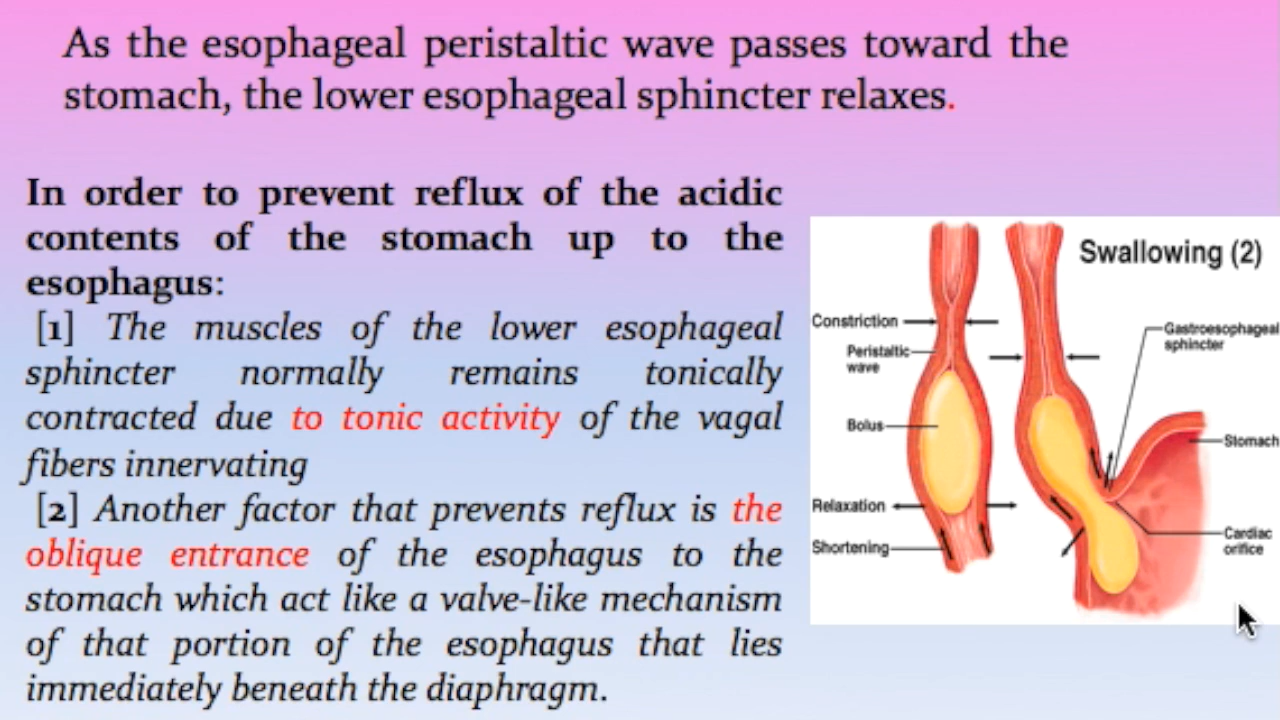 As the esophageal peristaltic wave passes toward the
stomach, the lower esophageal sphincter relaxes.
In order to prevent reflux of the acidic
contents of the stomach up to the
esophagus:
[1] The muscles of the lower esophageal
sphincter normally remains tonically
contracted due to tonic activity of the vagal
fibers innervating
[2] Another factor that prevents reflux is the
oblique entrance of the esophagus to the
stomach which act like a valve-like mechanism
of that portion of the esophagus that lies
immediately beneath the diaphragm.
Swallowing (2)
Constriction
Peristaltic
wave
Bolus
Relaxation
Shortening
Gastroesophageal
sphincter
Stomach
Cardiac
orifice